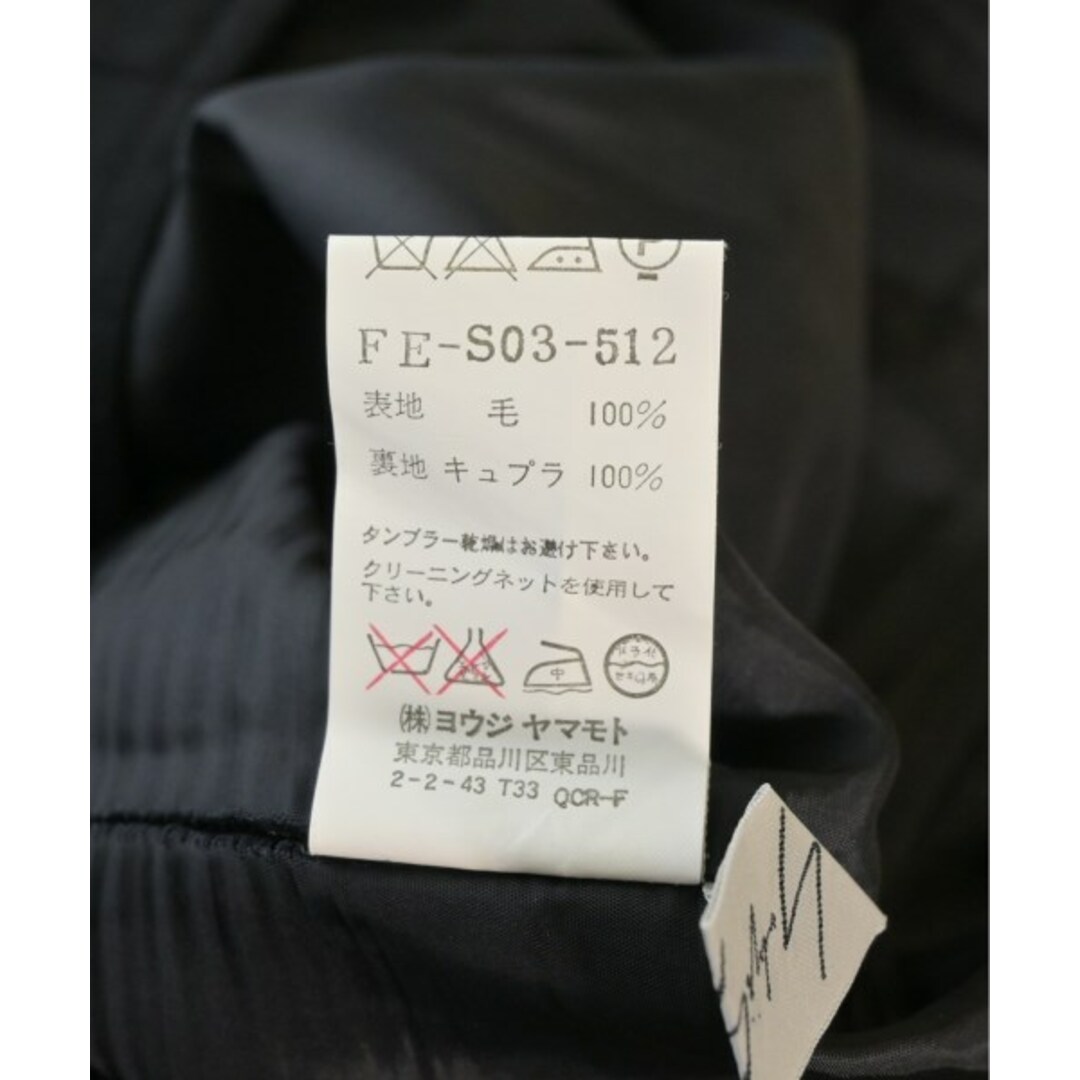 P
FE-S03-512
表地 毛 100%
裏地 キュプラ 100%
タンブラー乾燥はお避け下さい。
クリーニングネットを使用して
下さい。
中 ドライ
㈱ヨウジ ヤマモト
東京都品川区東品川
2-2-43 T33 QCR-F